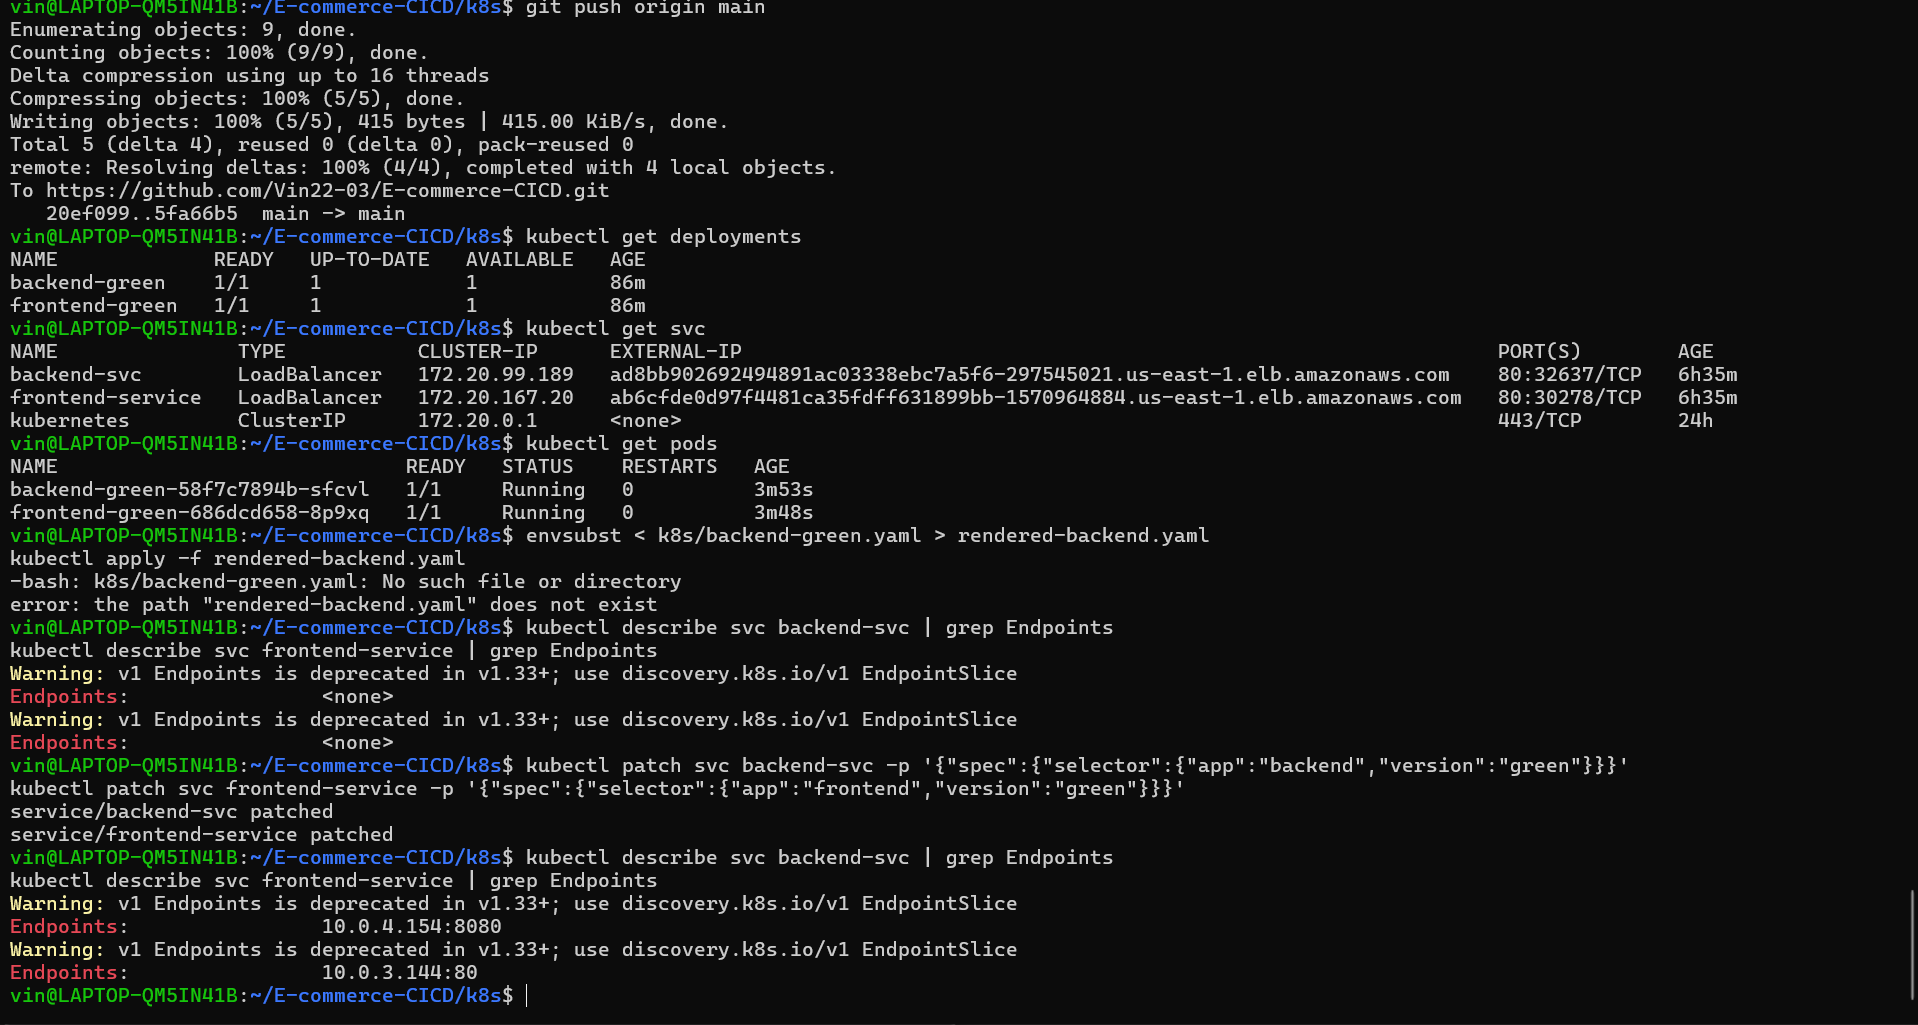 vin@LAPTOP-QM5IN41B:~/E-commerce-CICD/k8s$ git push origin main
Enumerating objects: 9, done.
Counting objects: 100% (9/9), done.
Delta compression using up to 16 threads
Compressing objects: 100% (5/5), done.
Writing objects: 100% (5/5), 415 bytes | 415.00 KiB/s, done.
Total 5 (delta 4), reused 0 (delta 0), pack-reused 0
remote: Resolving deltas: 100% (4/4), completed with 4 local objects.
To https://github.com/Vin22-03/E-commerce-CICD.git
   20ef099..5fa66b5  main -> main
vin@LAPTOP-QM5IN41B:~/E-commerce-CICD/k8s$ kubectl get deployments
NAME             READY   UP-TO-DATE   AVAILABLE   AGE
backend-green    1/1     1            1           86m
frontend-green   1/1     1            1           86m
vin@LAPTOP-QM5IN41B:~/E-commerce-CICD/k8s$ kubectl get svc
NAME               TYPE           CLUSTER-IP      EXTERNAL-IP                                                               PORT(S)        AGE
backend-svc        LoadBalancer   172.20.99.189   ad8bb902692494891ac03338ebc7a5f6-297545021.us-east-1.elb.amazonaws.com    80:32637/TCP   6h35m
frontend-service   LoadBalancer   172.20.167.20   ab6cfde0d97f4481ca35fdff631899bb-1570964884.us-east-1.elb.amazonaws.com   80:30278/TCP   6h35m
kubernetes         ClusterIP      172.20.0.1      <none>                                                                    443/TCP        24h
vin@LAPTOP-QM5IN41B:~/E-commerce-CICD/k8s$ kubectl get pods
NAME                             READY   STATUS    RESTARTS   AGE
backend-green-58f7c7894b-sfcvl   1/1     Running   0          3m53s
frontend-green-686dcd658-8p9xq   1/1     Running   0          3m48s
vin@LAPTOP-QM5IN41B:~/E-commerce-CICD/k8s$ envsubst < k8s/backend-green.yaml > rendered-backend.yaml
kubectl apply -f rendered-backend.yaml
-bash: k8s/backend-green.yaml: No such file or directory
error: the path "rendered-backend.yaml" does not exist
vin@LAPTOP-QM5IN41B:~/E-commerce-CICD/k8s$ kubectl describe svc backend-svc | grep Endpoints
kubectl describe svc frontend-service | grep Endpoints
Warning: v1 Endpoints is deprecated in v1.33+; use discovery.k8s.io/v1 EndpointSlice
Endpoints:                <none>
Warning: v1 Endpoints is deprecated in v1.33+; use discovery.k8s.io/v1 EndpointSlice
Endpoints:                <none>
vin@LAPTOP-QM5IN41B:~/E-commerce-CICD/k8s$ kubectl patch svc backend-svc -p '{"spec":{"selector":{"app":"backend","version":"green"}}}'
kubectl patch svc frontend-service -p '{"spec":{"selector":{"app":"frontend","version":"green"}}}'
service/backend-svc patched
service/frontend-service patched
vin@LAPTOP-QM5IN41B:~/E-commerce-CICD/k8s$ kubectl describe svc backend-svc | grep Endpoints
kubectl describe svc frontend-service | grep Endpoints
Warning: v1 Endpoints is deprecated in v1.33+; use discovery.k8s.io/v1 EndpointSlice
Endpoints:                10.0.4.154:8080
Warning: v1 Endpoints is deprecated in v1.33+; use discovery.k8s.io/v1 EndpointSlice
Endpoints:                10.0.3.144:80
vin@LAPTOP-QM5IN41B:~/E-commerce-CICD/k8s$